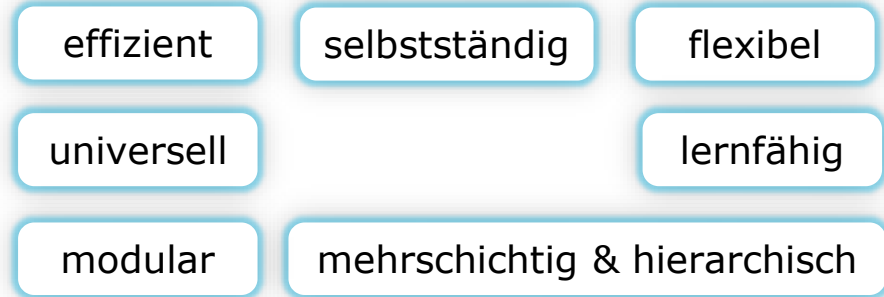 effizient selbstständig flexibel
universell lernfähig
modular mehrschichtig & hierarchisch